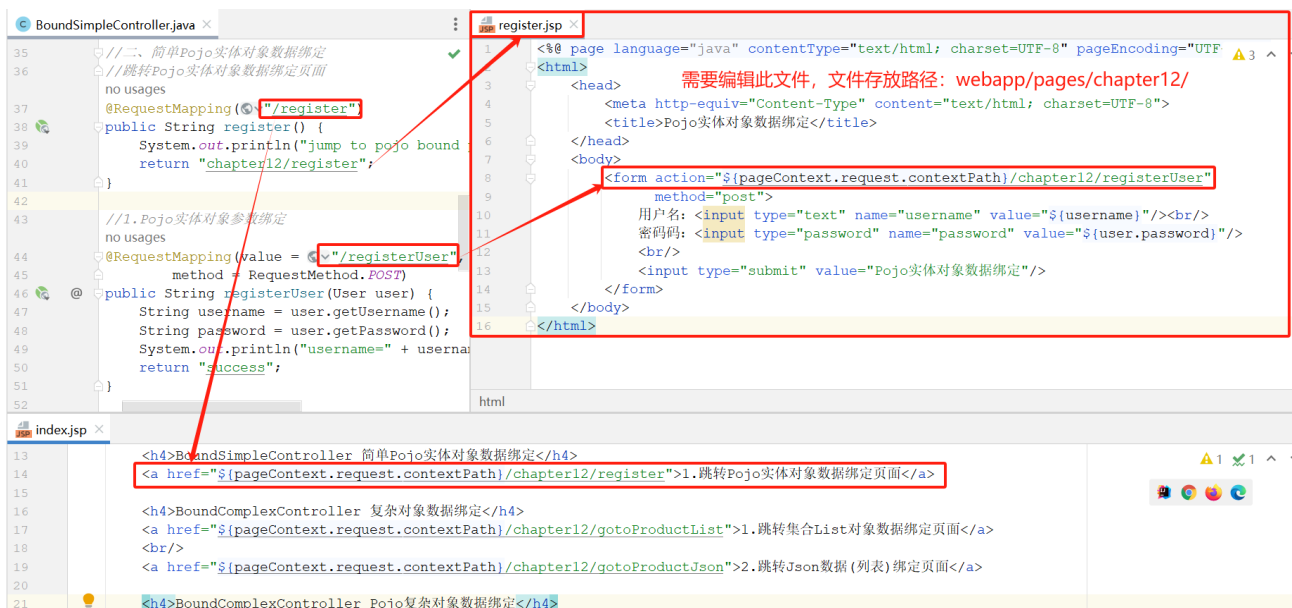 BoundSimpleController.java
35 //二、简单Pojo实体对象数据绑定
36 //跳转Pojo实体对象数据绑定页面
no usages
37 @RequestMapping("/register")
38 public String register() {
39 System.out.println("jump to pojo bound
40 return "chapter12/register";
41 }
42
43 //1.Pojo实体对象参数绑定
no usages
44 @RequestMapping(value = "/registerUser",
45 method = RequestMethod.POST)
46 @ public String registerUser(User user) {
47 String username = user.getUsername();
48 String password = user.getPassword();
49 System.out.println("username=" + userna
50 return "success";
51 }
52
JSP register.jsp
1 <%@ page language="java" contentType="text/html; charset=UTF-8" pageEncoding="UTF-
3
2 <html>
需要编辑此文件，文件存放路径：webapp/pages/chapter12/
3 <head>
4 <meta http-equiv="Content-Type" content="text/html; charset=UTF-8">
5 <title>Pojo实体对象数据绑定</title>
6 </head>
7 <body>
8 <form action="${pageContext.request.contextPath}/chapter12/registerUser"
9 method="post">
10 用户名：<input type="text" name="username" value="${username}"/><br/>
11 密码码：<input type="password" name="password" value="${user.password}"/>
12 <br/>
13 <input type="submit" value="Pojo实体对象数据绑定"/>
14 </form>
15 </body>
16 </html>
html
JSP index.jsp
13 <h4>BoundSimpleController 简单Pojo实体对象数据绑定</h4>
1 1
14 <a href="${pageContext.request.contextPath}/chapter12/register">1.跳转Pojo实体对象数据绑定页面</a>
15
16 <h4>BoundComplexController 复杂对象数据绑定</h4>
17 <a href="${pageContext.request.contextPath}/chapter12/gotoProductList">1.跳转集合List对象数据绑定页面</a>
18 <br/>
19 <a href="${pageContext.request.contextPath}/chapter12/gotoProductJson">2.跳转Json数据(列表)绑定页面</a>
20
21 <h4>BoundComplexController Pojo复杂对象数据绑定</h4>